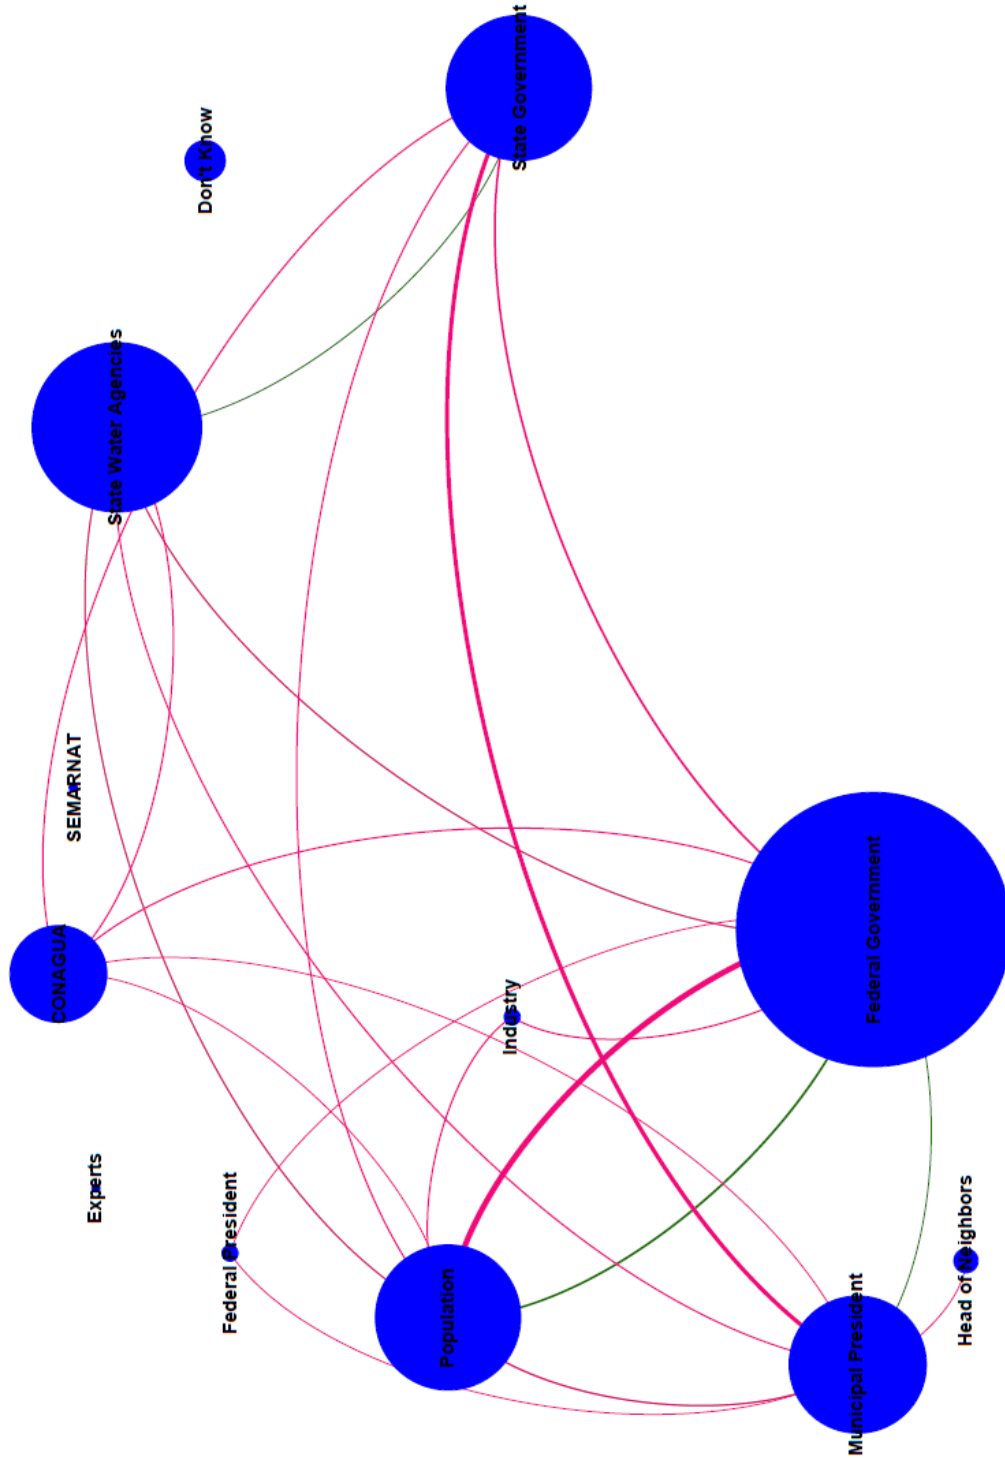 State Government
Don't Know
State Water Agencies
SEMARNAT
CONAGUA
Federal Government
Industry
Experts
Federal President
Population
Head of Neighbors
Municipal President